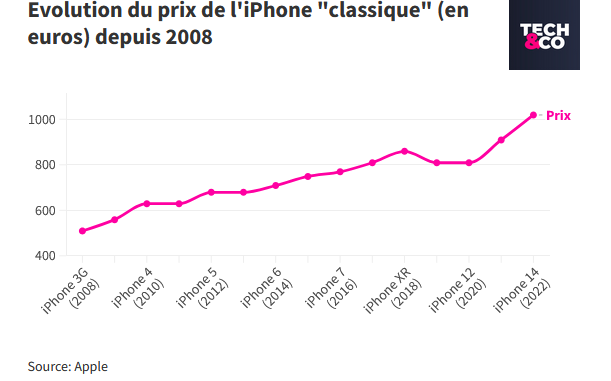 Evolution du prix de l'iPhone "classique" (en
euros) depuis 2008
TECH
&CO
Prix
1000
800
600
400
iPhone 3G
(2008)
iPhone 4
(2010)
iPhone 5
(2012)
iPhone 6
(2014)
iPhone 7
(2016)
iPhone XR
(2018)
iPhone 12
(2020)
iPhone 14
(2022)
Source: Apple